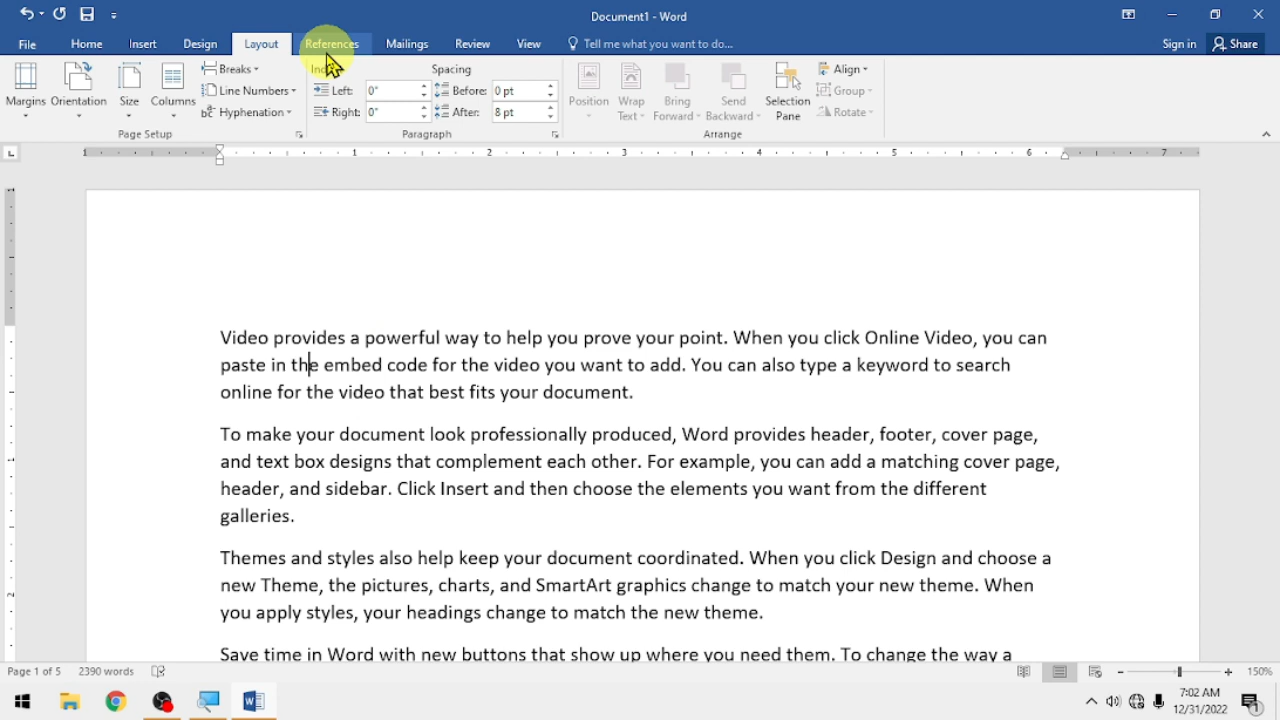 Document1 - Word
File Home Insert Design Layout References Mailings Review View Tell me what you want to do... Sign in Share
Margins Orientation Size Columns
Breaks
Line Numbers
Hyphenation
Page Setup
Left: 0"
Right: 0"
Spacing
Before: 0 pt
After: 8 pt
Paragraph
Position
Wrap Text
Bring Forward
Send Backward
Selection Pane
Align
Group
Rotate
Arrange
1 1 2 3 4 5 6 7
Video provides a powerful way to help you prove your point. When you click Online Video, you can
paste in the embed code for the video you want to add. You can also type a keyword to search
online for the video that best fits your document.
To make your document look professionally produced, Word provides header, footer, cover page,
and text box designs that complement each other. For example, you can add a matching cover page,
header, and sidebar. Click Insert and then choose the elements you want from the different
galleries.
Themes and styles also help keep your document coordinated. When you click Design and choose a
new Theme, the pictures, charts, and SmartArt graphics change to match your new theme. When
you apply styles, your headings change to match the new theme.
Save time in Word with new buttons that show up where you need them. To change the way a
Page 1 of 5 2390 words 150%
7:02 AM
12/31/2022